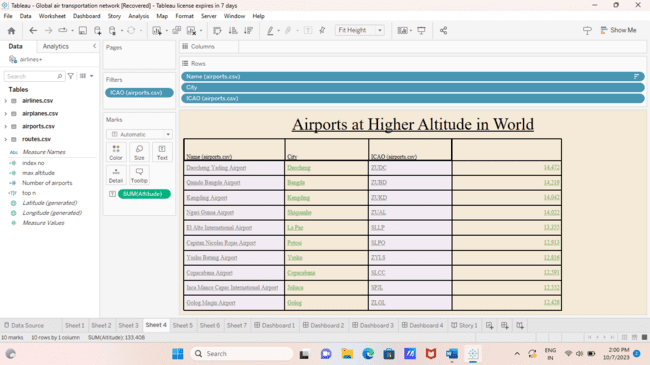 Tableau - Global air transportation network [Recovered] - Tableau license expires in 7 days
File Data Worksheet Dashboard Story Analysis Map Format Server Window Help
Fit Height
Show Me
Data Analytics
Pages
Columns
airlines+
Rows
Search
Filters
Name (airports.csv)
Tables
ICAO (airports.csv)
City
airlines.csv
ICAO (airports.csv)
airplanes.csv
Marks
airports.csv
Automatic
Airports at Higher Altitude in World
routes.csv
Measure Names
Color Size Text
Name (airports.csv) City ICAO (airports.csv)
index no
max altitude
Detail Tooltip
Number of airports
top n
SUM(Altitude)
Latitude (generated)
Longitude (generated)
Measure Values
Daocheng Yading Airport Daocheng ZUDC 14,472
Qamdo Bangda Airport Bangda ZUBD 14,219
Kangding Airport Kangding ZUKD 14,042
Ngari Gunsa Airport Shiquanhe ZUAL 14,022
El Alto International Airport La Paz SLLP 13,355
Capitan Nicolas Rojas Airport Potosi SLPO 12,913
Yushu Batang Airport Yushu ZYLS 12,816
Copacabana Airport Copacabana SLCC 12,591
Inca Manco Capac International Airport Juliaca SPJL 12,552
Golog Maqin Airport Golog ZLGL 12,426
Data Source Sheet 1 Sheet 2 Sheet 3 Sheet 4 Sheet 5 Sheet 6 Sheet 7 Dashboard 1 Dashboard 2 Dashboard 3 Dashboard 4 Story 1
10 marks 10 rows by 1 column SUM(Altitude): 133,408
Search
ENG
IN
2:00 PM
10/7/2023